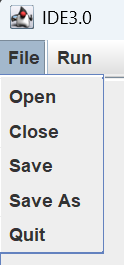 IDE3.0
File Run
Open
Close
Save
Save As
Quit